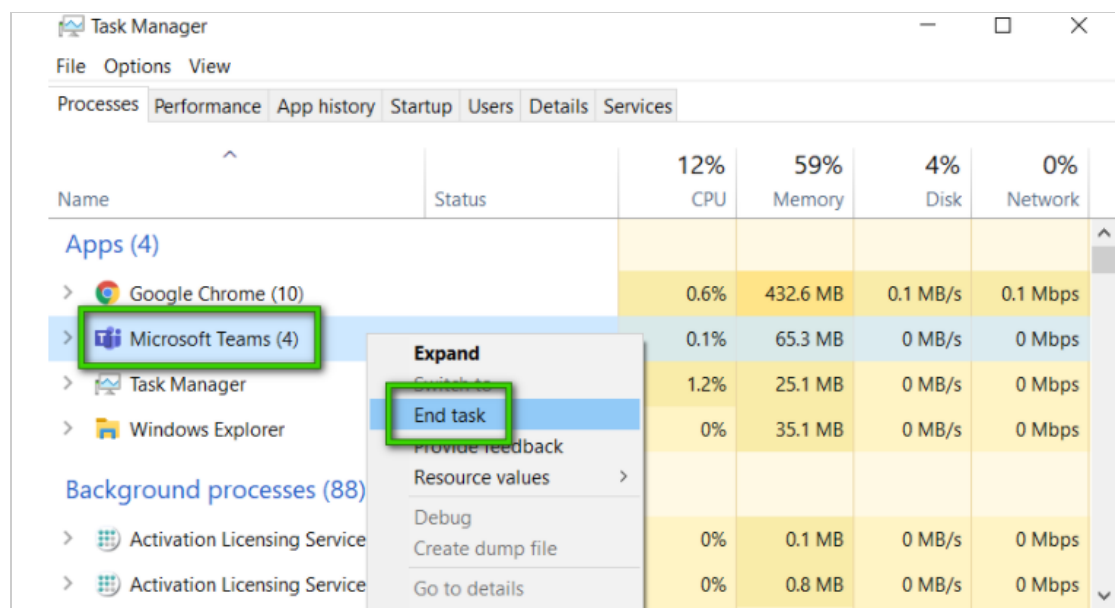 Task Manager
File Options View
Processes Performance App history Startup Users Details Services
12% 59% 4% 0%
Name Status CPU Memory Disk Network
Apps (4)
Google Chrome (10) 0.6% 432.6 MB 0.1 MB/s 0.1 Mbps
Microsoft Teams (4) 0.1% 65.3 MB 0 MB/s 0 Mbps
Expand
Task Manager Switch to 1.2% 25.1 MB 0 MB/s 0 Mbps
End task
Windows Explorer 0% 35.1 MB 0 MB/s 0 Mbps
Provide feedback
Resource values
Background processes (88)
Debug
Activation Licensing Service 0% 0.1 MB 0 MB/s 0 Mbps
Create dump file
Activation Licensing Service Go to details 0% 0.8 MB 0 MB/s 0 Mbps